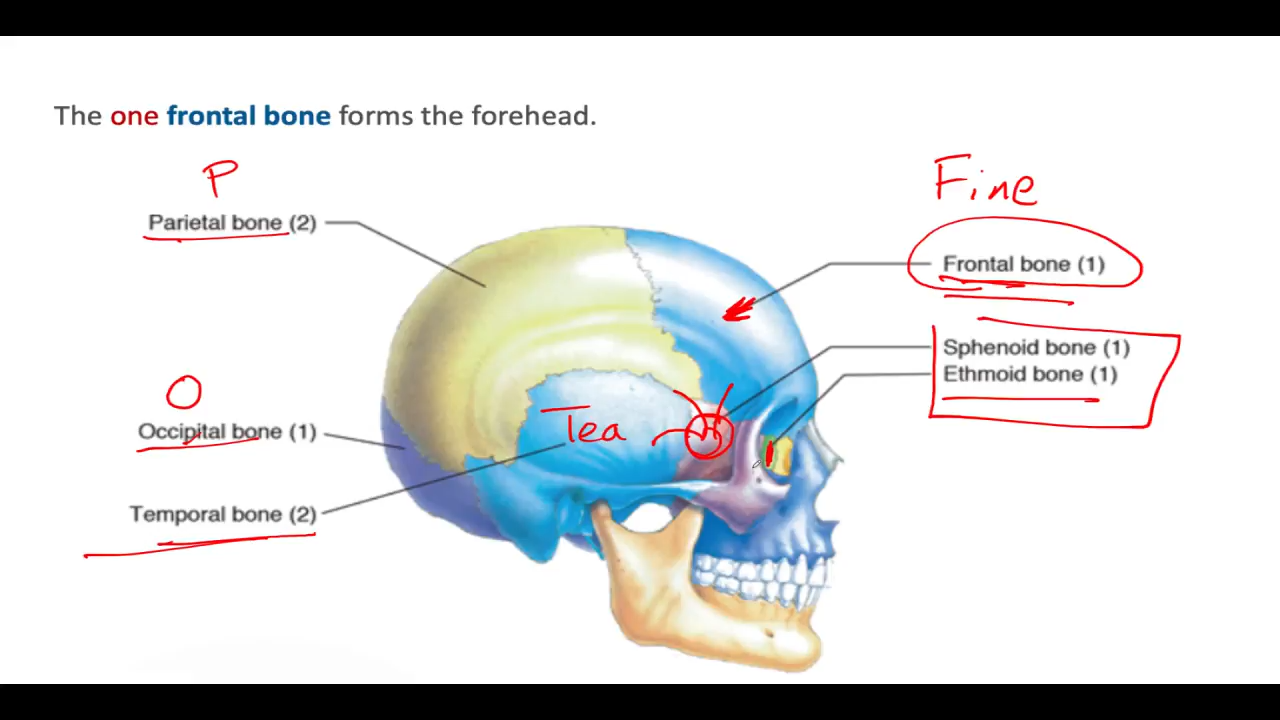 The one frontal bone forms the forehead.
P
Fine
Parietal bone (2)
Frontal bone (1)
Sphenoid bone (1)
Ethmoid bone (1)
O
Tea
Occipital bone (1)
Temporal bone (2)